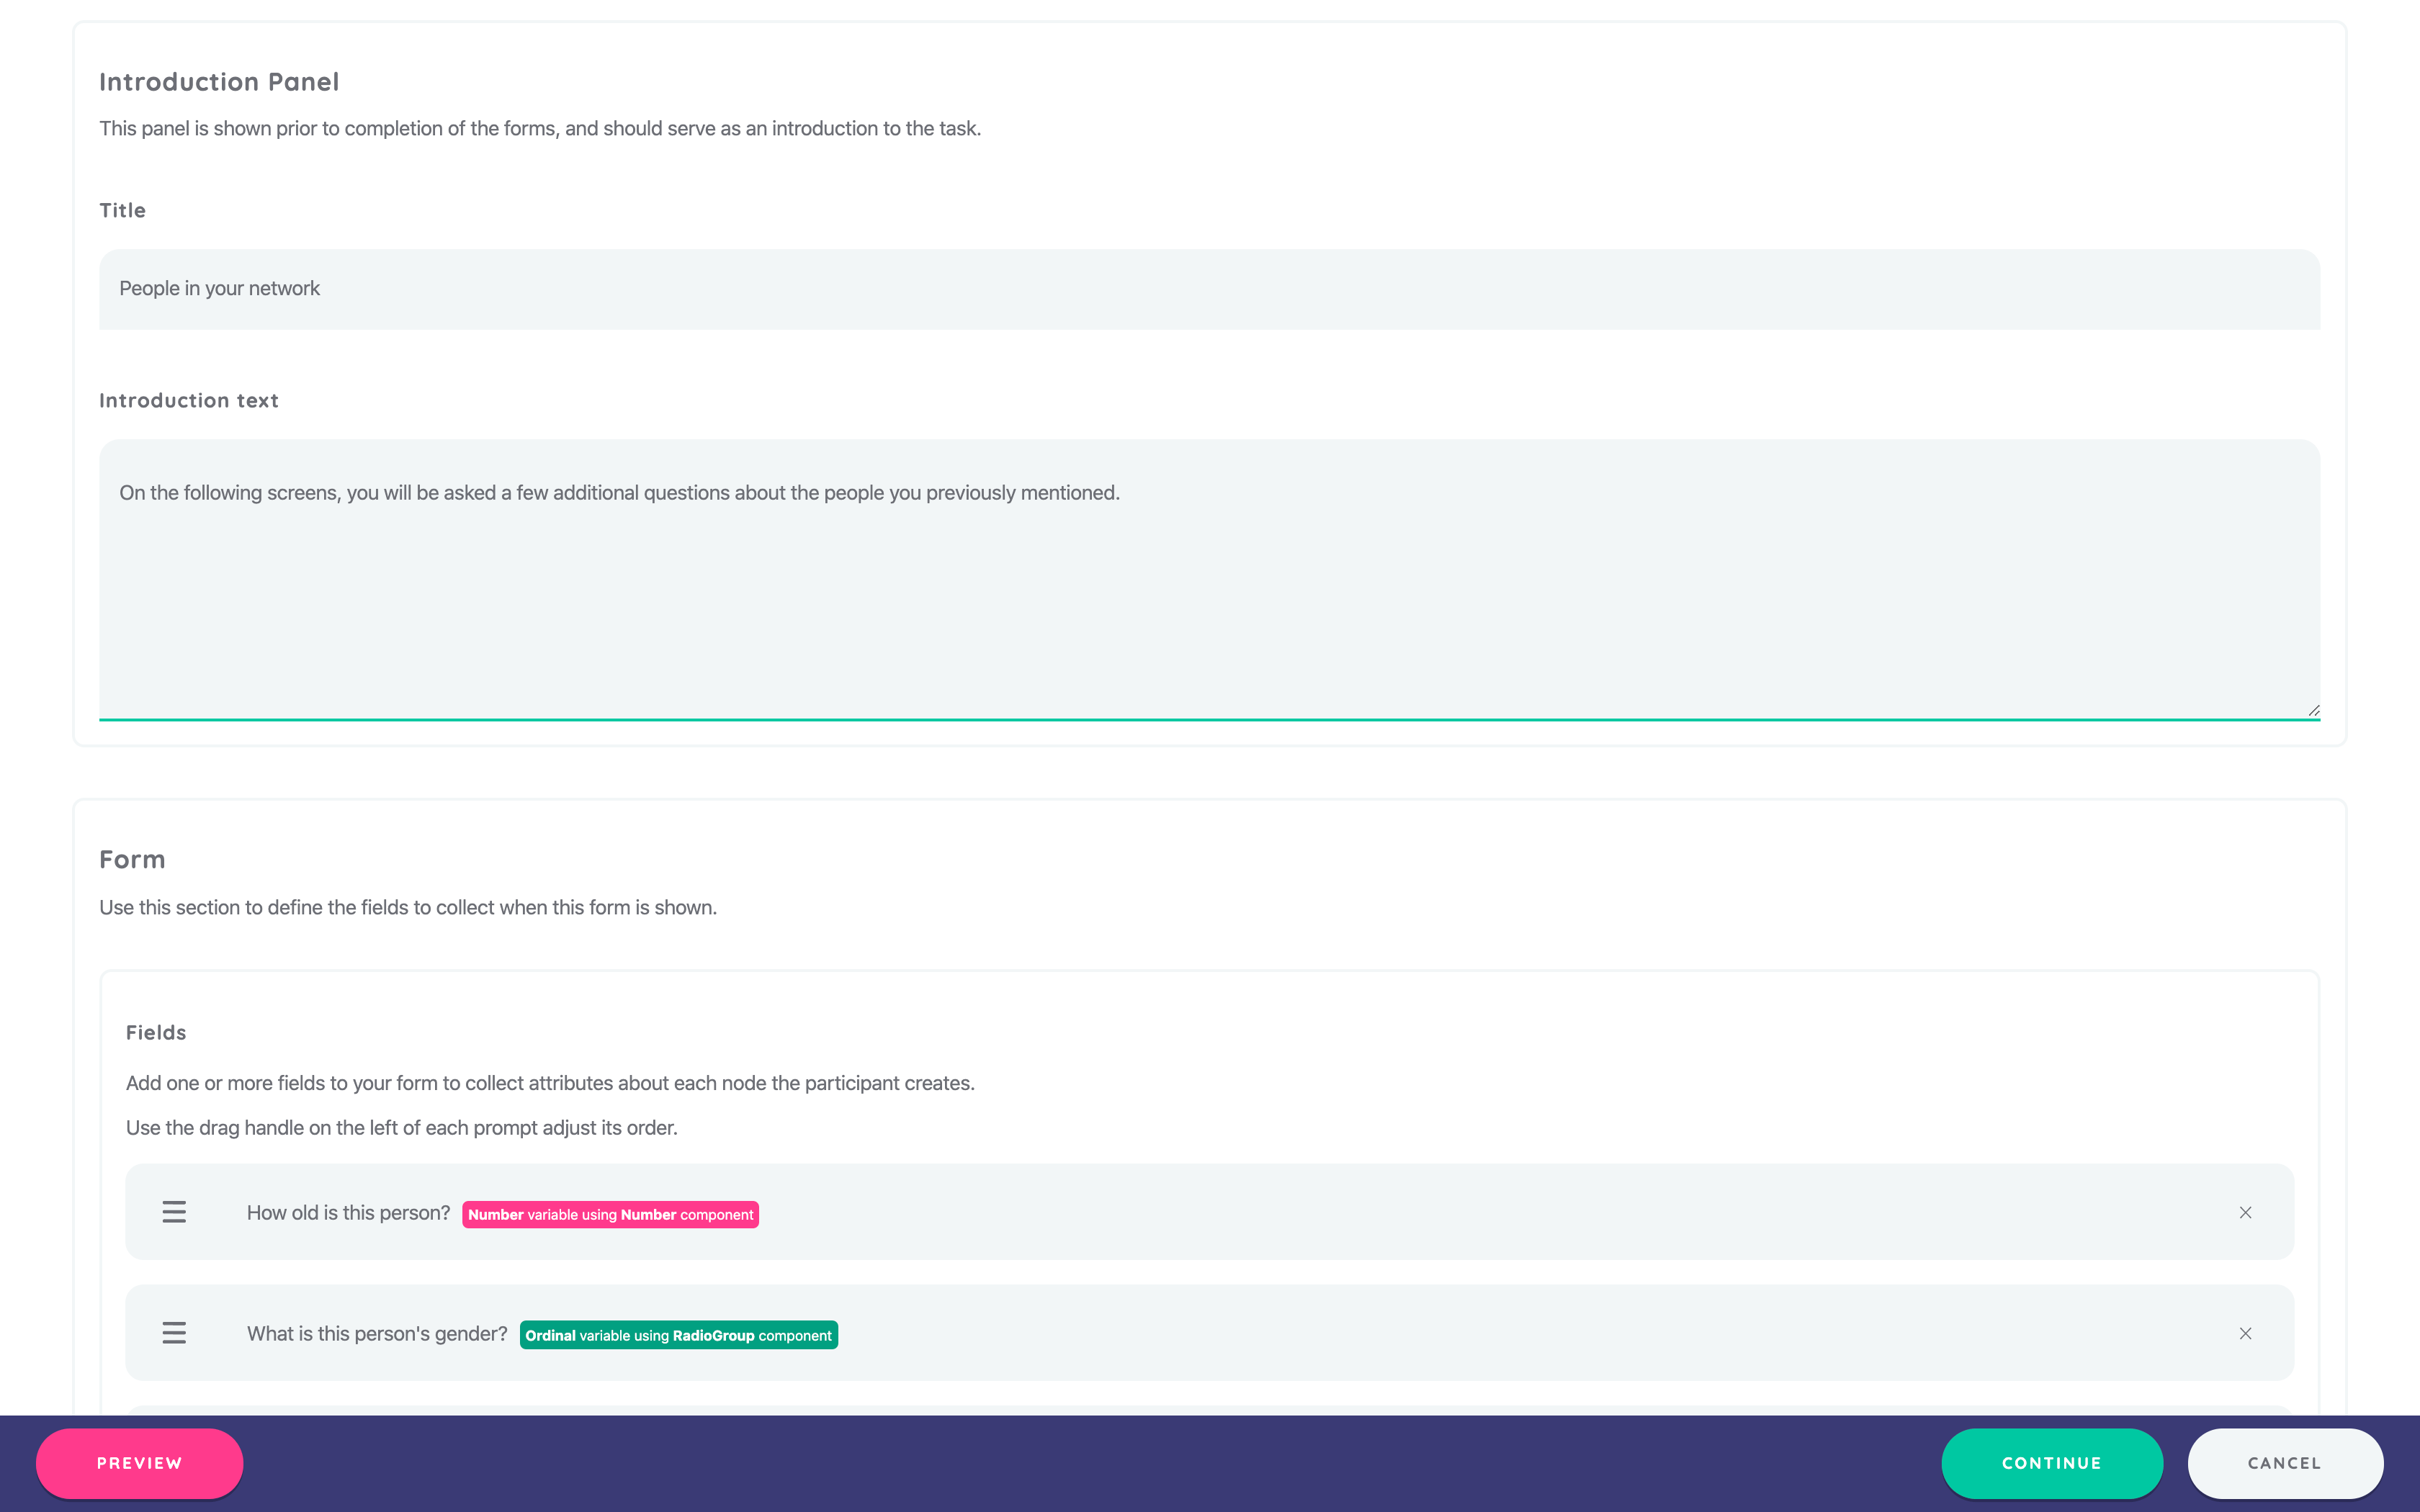 Introduction Panel
This panel is shown prior to completion of the forms, and should serve as an introduction to the task.
Title
People in your network
Introduction text
On the following screens, you will be asked a few additional questions about the people you previously mentioned.
Form
Use this section to define the fields to collect when this form is shown.
Fields
Add one or more fields to your form to collect attributes about each node the participant creates.
Use the drag handle on the left of each prompt adjust its order.
How old is this person? Number variable using Number component
What is this person's gender? Ordinal variable using RadioGroup component
PREVIEW CONTINUE CANCEL